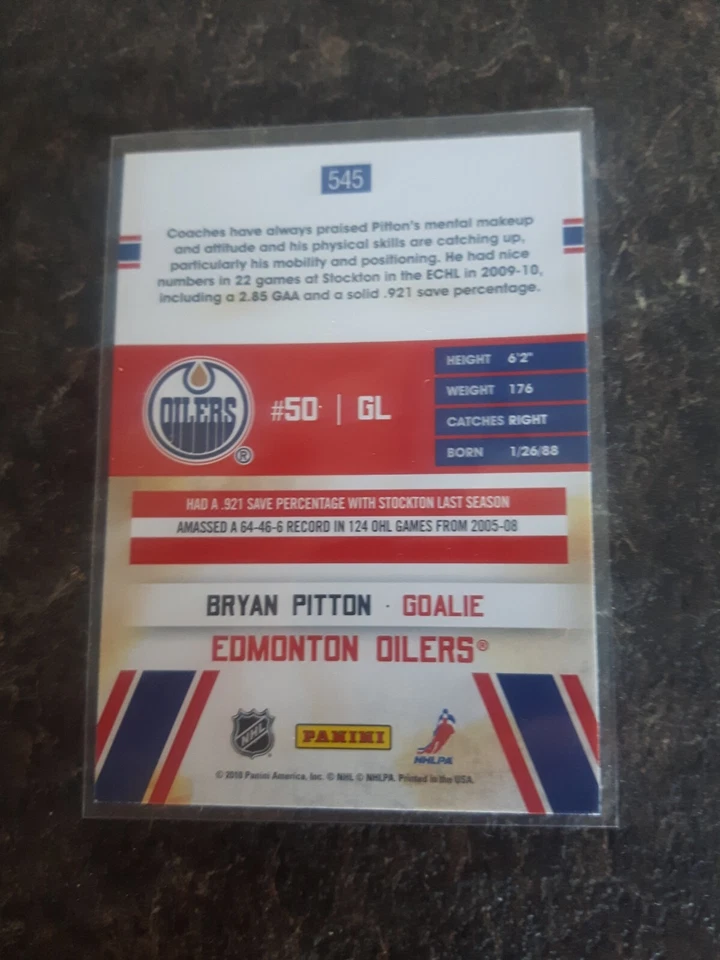 545
Coaches have always praised Pitton's mental makeup
and attitude and his physical skills are catching up,
particularly his mobility and positioning. He had nice
numbers in 22 games at Stockton in the ECHL in 2009-10,
including a 2.85 GAA and a solid .921 save percentage.
OILERS®
#50 | GL
HEIGHT 6'2"
WEIGHT 176
CATCHES RIGHT
BORN 1/26/88
HAD A .921 SAVE PERCENTAGE WITH STOCKTON LAST SEASON
AMASSED A 64-46-6 RECORD IN 124 OHL GAMES FROM 2005-08
BRYAN PITTON · GOALIE
EDMONTON OILERS®
NHL
PANINI
NHLPA
© 2010 Panini America, Inc. © NHL © NHLPA. Printed in the USA.